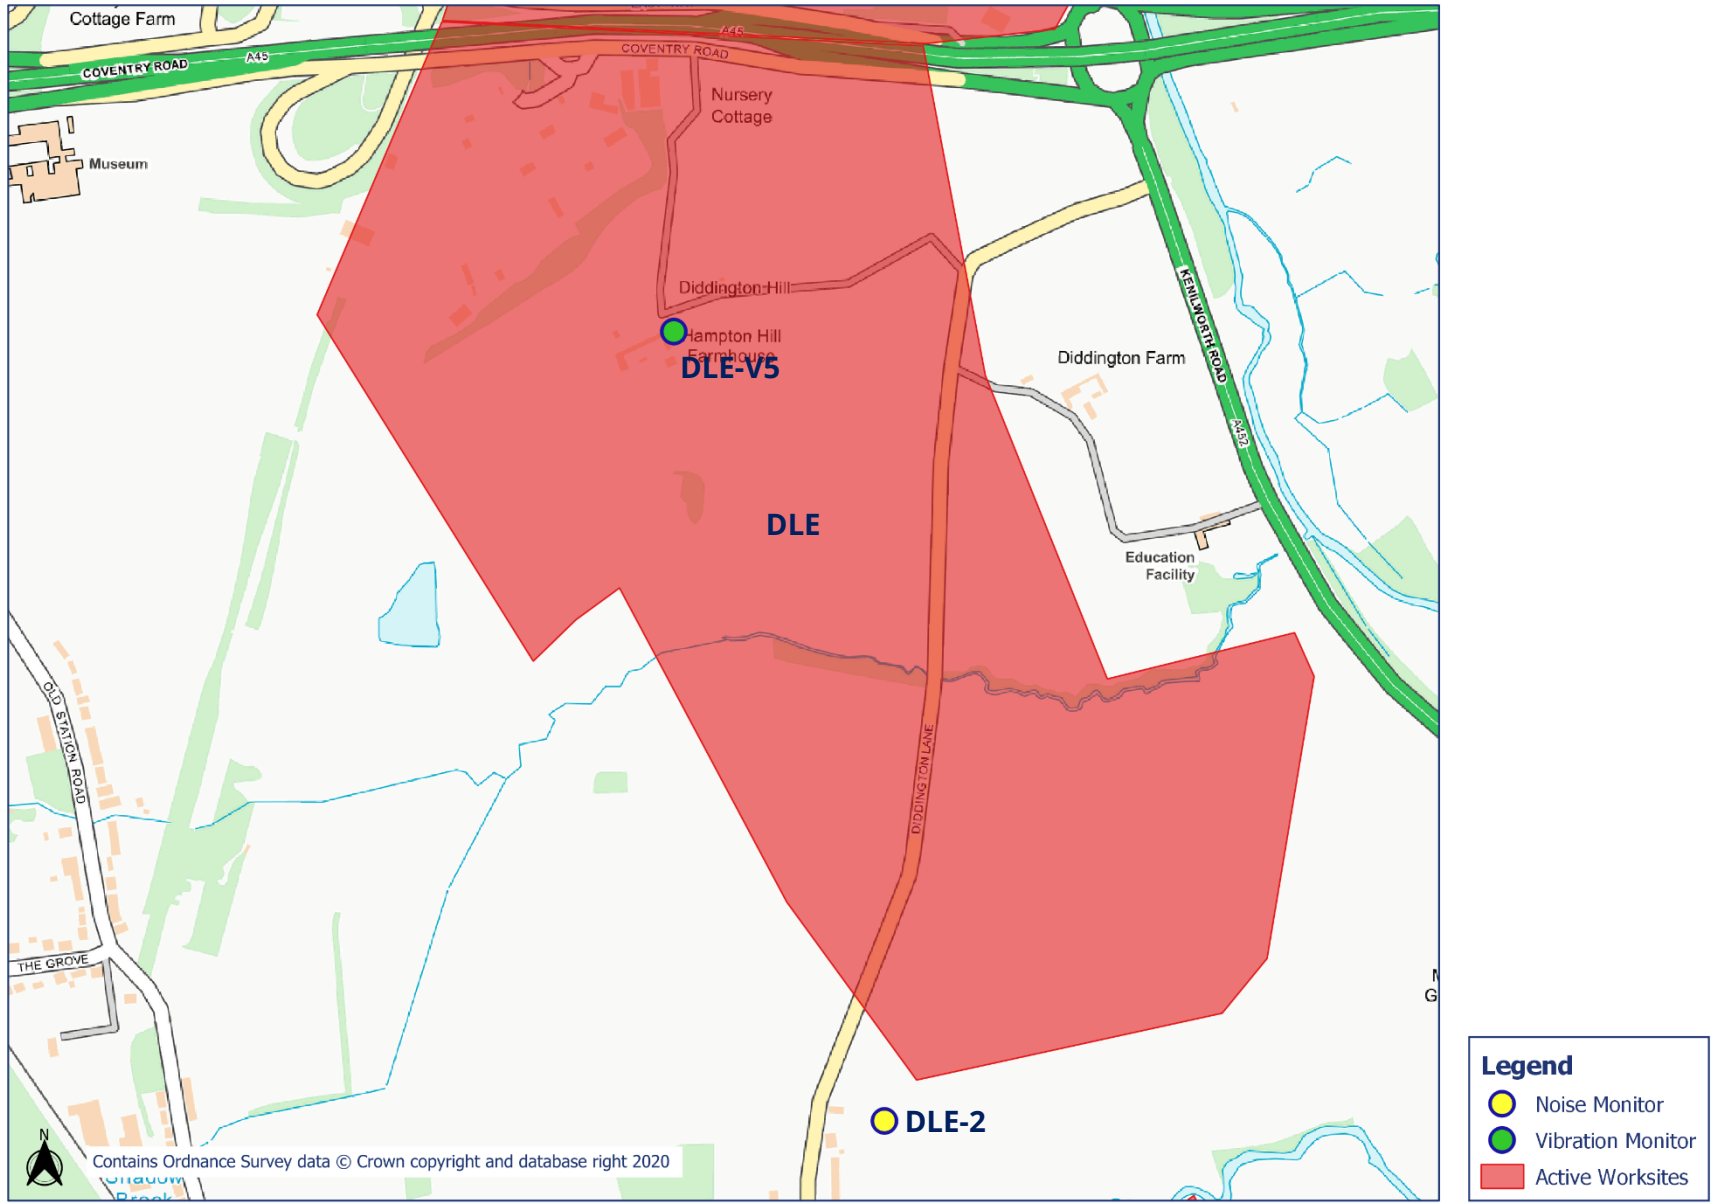 Cottage Farm
COVENTRY ROAD
A45
A45
COVENTRY ROAD
Museum
Nursery
Cottage
Diddington Hill
Hampton Hill
Farmhouse
DLE-V5
Diddington Farm
KENILWORTH ROAD
A452
DLE
Education
Facility
OLD STATION ROAD
DIDDINGTON LANE
THE GROVE
DLE-2
N
Contains Ordnance Survey data © Crown copyright and database right 2020
Shadow
Brook
Legend
Noise Monitor
Vibration Monitor
Active Worksites